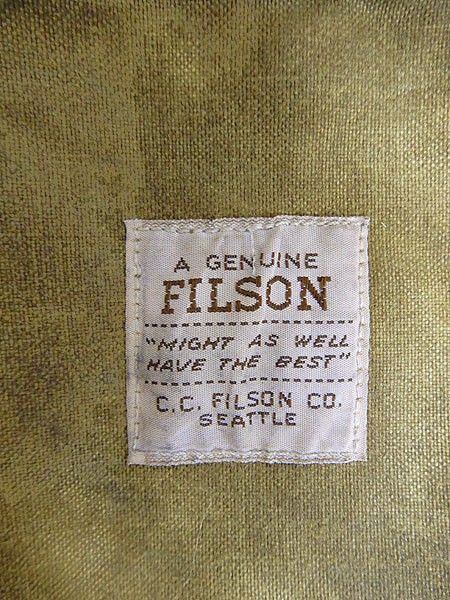 A GENUINE
FILSON
"MIGHT AS WELL
HAVE THE BEST"
C.C. FILSON CO.
SEATTLE